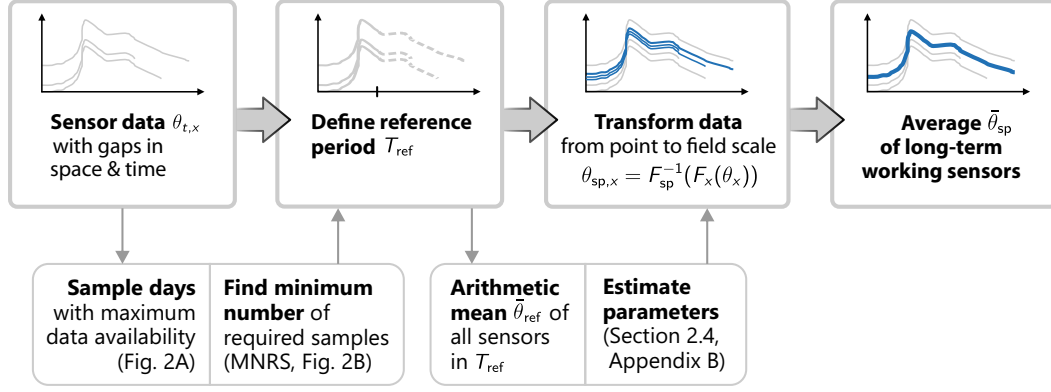 Sensor data θt,x
with gaps in
space & time
Define reference
period Tref
Transform data
from point to field scale
θsp,x = Fsp⁻¹(Fx(θx))
Average θ̄sp
of long-term
working sensors
Sample days
with maximum
data availability
(Fig. 2A)
Find minimum
number of
required samples
(MNRS, Fig. 2B)
Arithmetic
mean θ̄ref of
all sensors
in Tref
Estimate
parameters
(Section 2.4,
Appendix B)